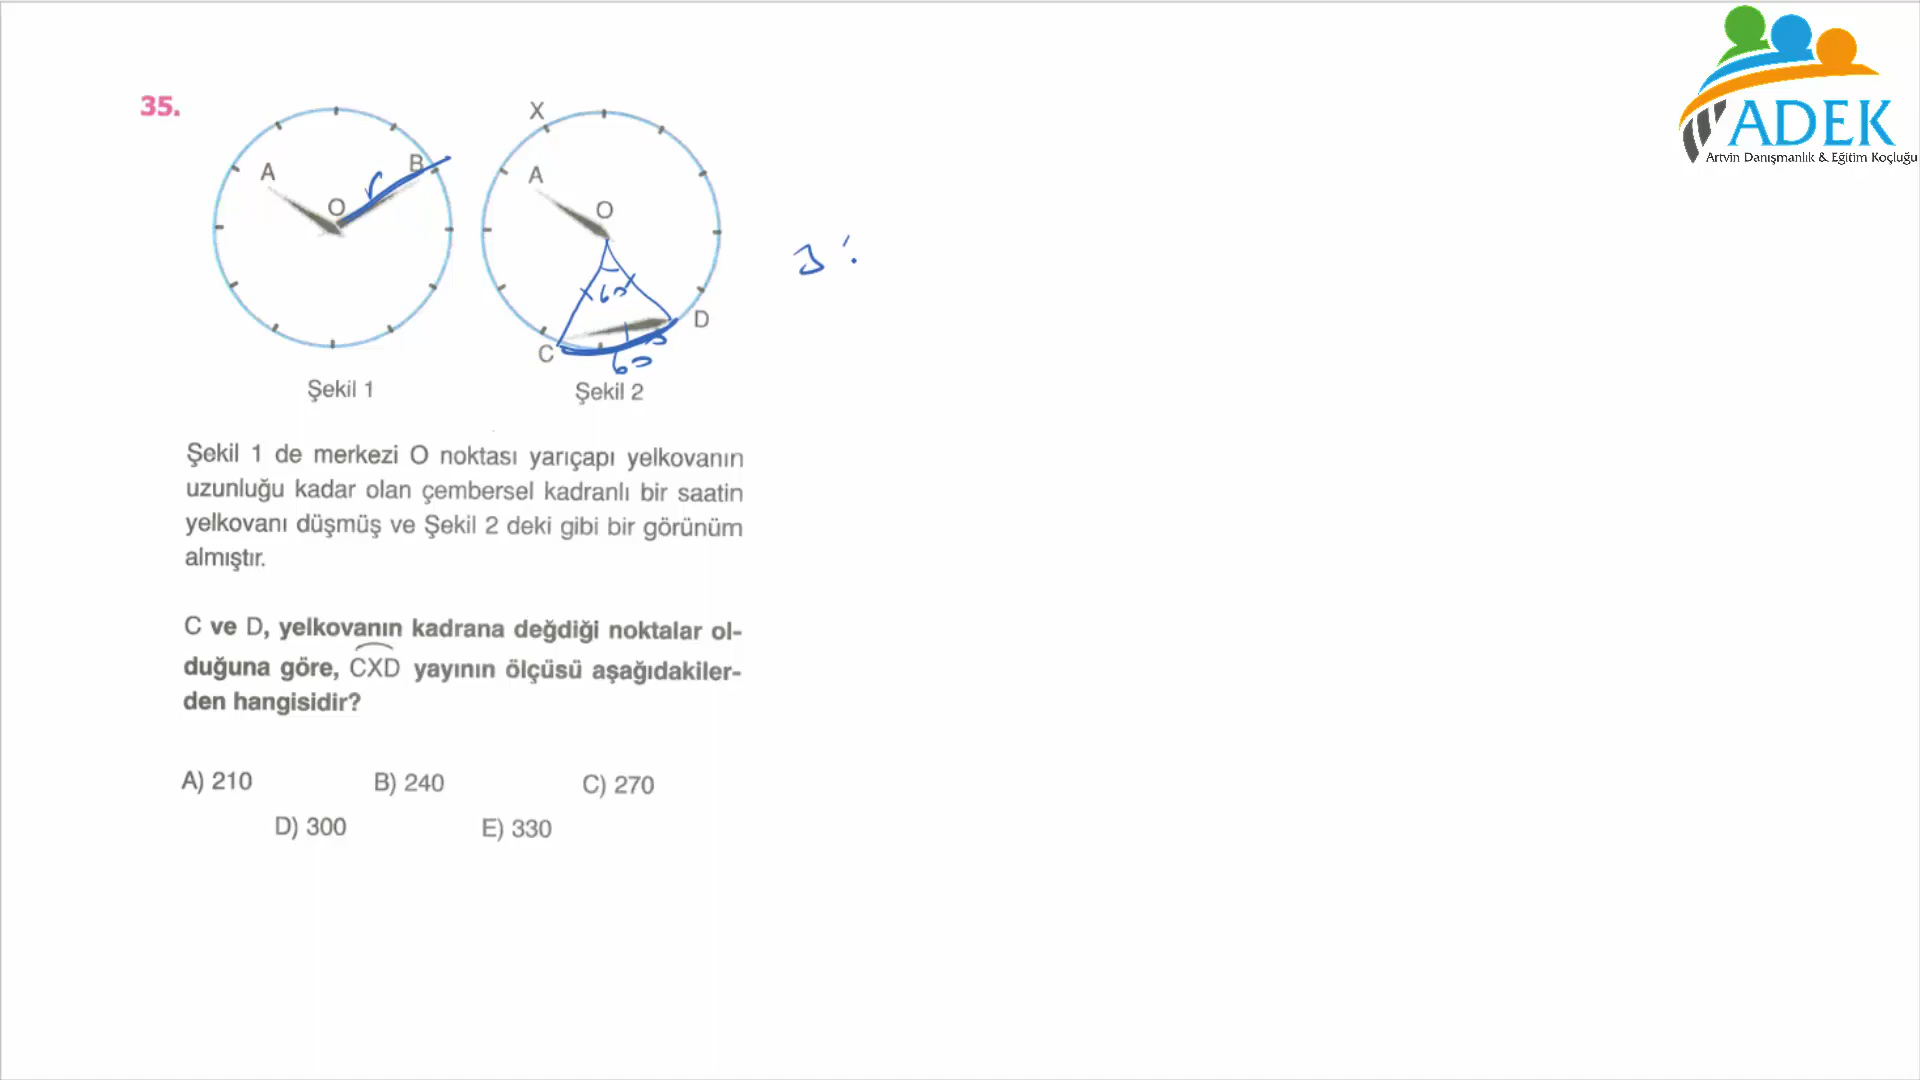 ADEK
Artvin Danışmanlık & Eğitim Koçluğu
35.
X
A
B
O
r
A
O
60
D
C
60
Şekil 1
Şekil 2
Şekil 1 de merkezi O noktası yarıçapı yelkovanın
uzunluğu kadar olan çembersel kadranlı bir saatin
yelkovanı düşmüş ve Şekil 2 deki gibi bir görünüm
almıştır.
C ve D, yelkovanın kadrana değdiği noktalar ol-
duğuna göre, CXD yayının ölçüsü aşağıdakiler-
den hangisidir?
A) 210
B) 240
C) 270
D) 300
E) 330